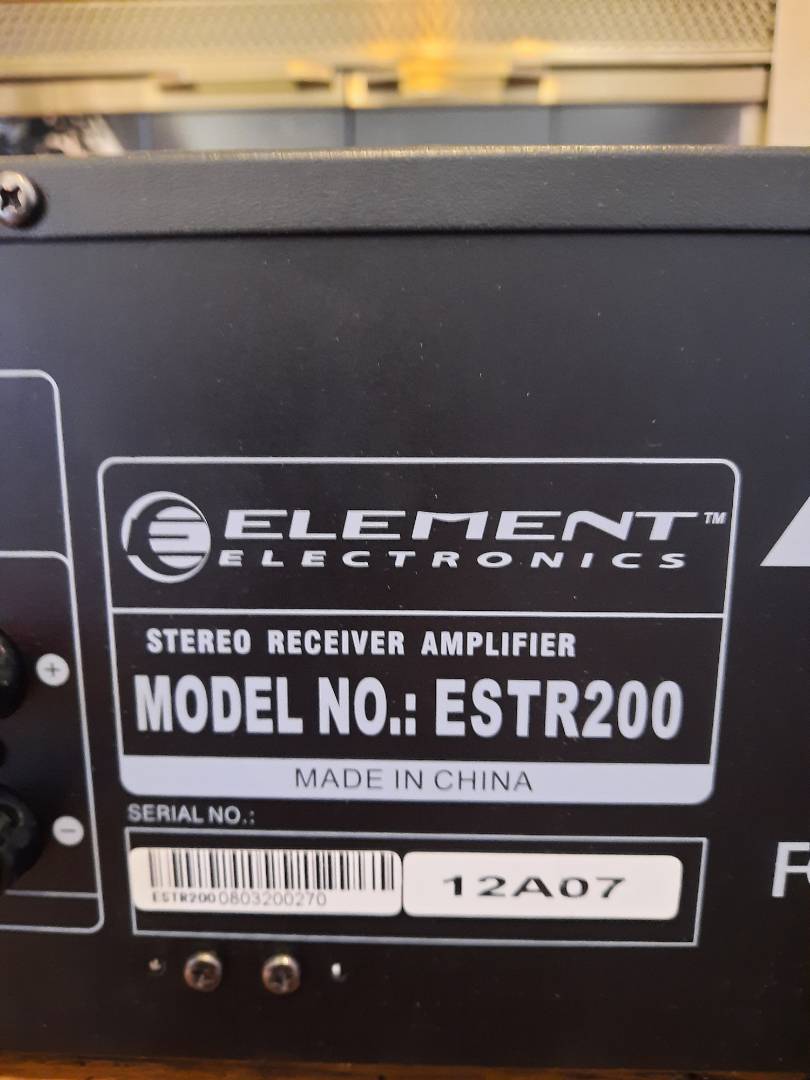 ELEMENT™
ELECTRONICS
STEREO RECEIVER AMPLIFIER
MODEL NO.: ESTR200
MADE IN CHINA
SERIAL NO.:
ESTR2000803200270
12A07
+
−